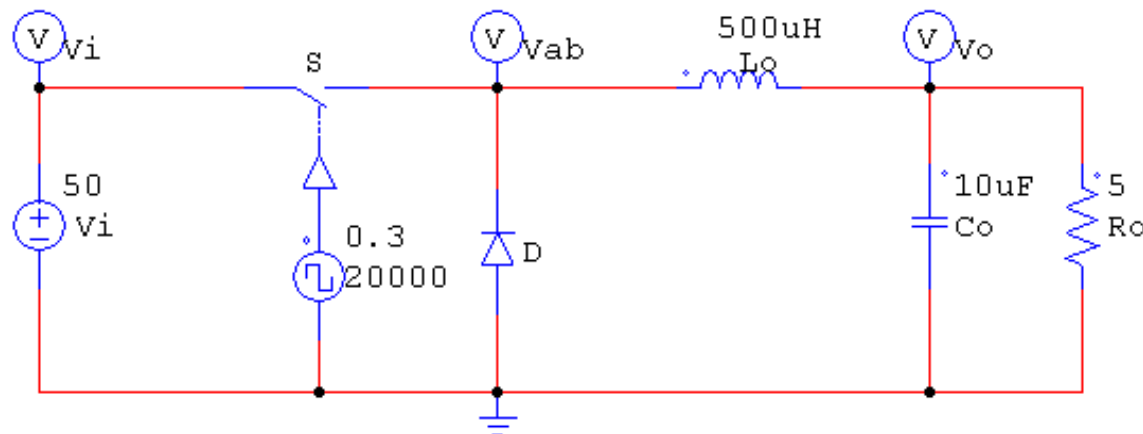 V Vi
S
V Vab
500uH
Lo
V Vo
50
Vi
0.3
20000
D
10uF
Co
5
Ro